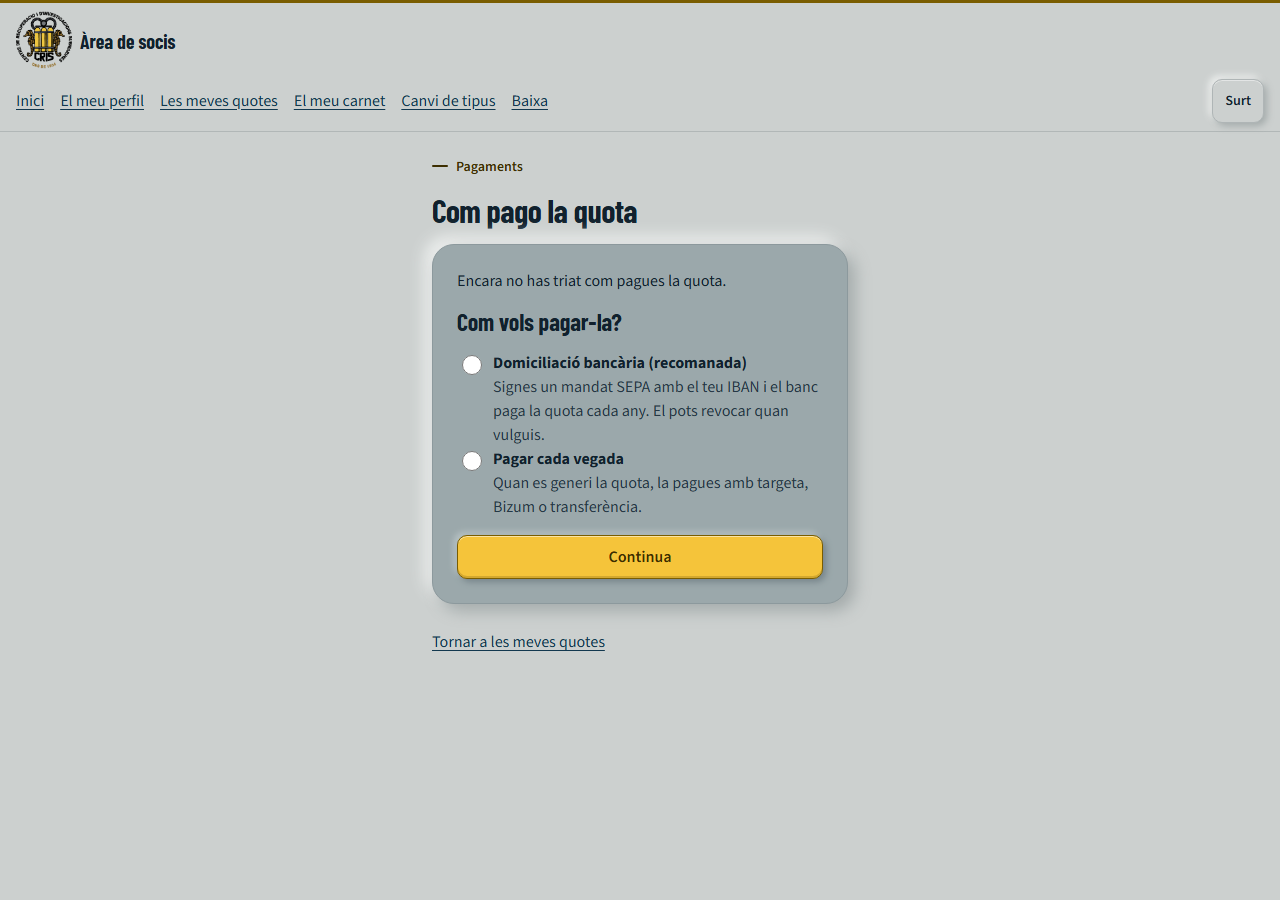 CRIS
Àrea de socis
Inici El meu perfil Les meves quotes El meu carnet Canvi de tipus Baixa Surt
Pagaments
Com pago la quota
Encara no has triat com pagues la quota.
Com vols pagar-la?
Domiciliació bancària (recomanada)
Signes un mandat SEPA amb el teu IBAN i el banc
paga la quota cada any. El pots revocar quan
vulguis.
Pagar cada vegada
Quan es generi la quota, la pagues amb targeta,
Bizum o transferència.
Continua
Tornar a les meves quotes